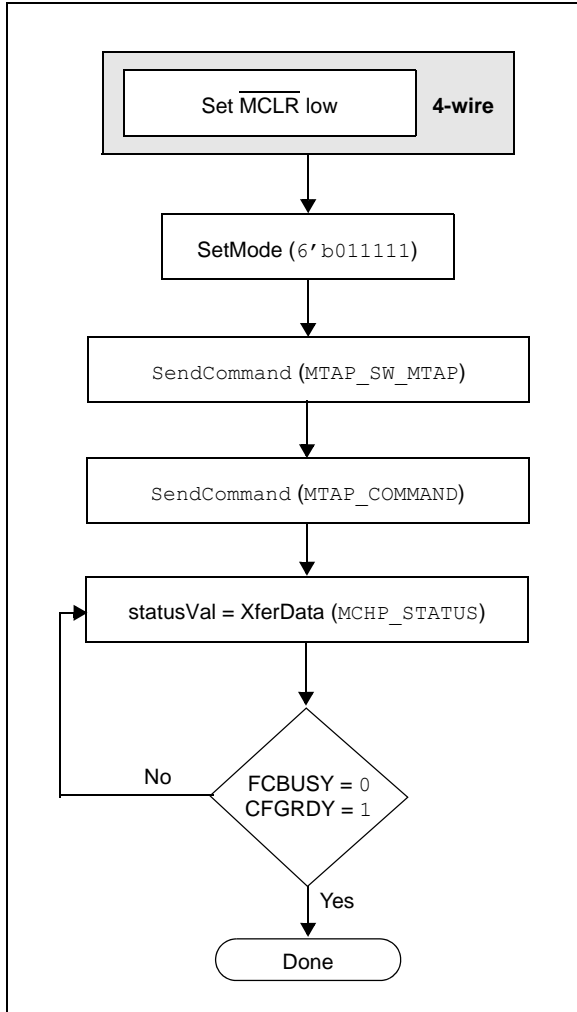 Set MCLR low
4-wire
SetMode (6’b011111)
SendCommand (MTAP_SW_MTAP)
SendCommand (MTAP_COMMAND)
statusVal = XferData (MCHP_STATUS)
No
FCBUSY = 0
CFGRDY = 1
Yes
Done